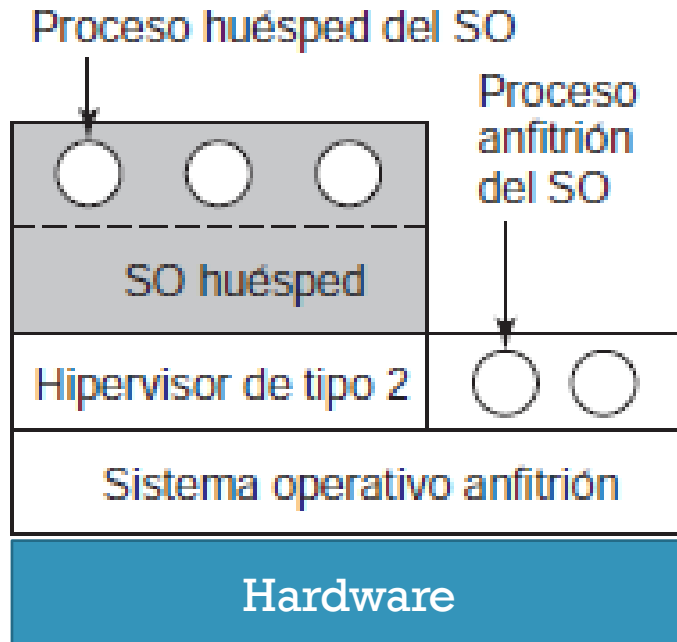 Proceso huésped del SO
Proceso
anfitrión
del SO
SO huésped
Hipervisor de tipo 2
Sistema operativo anfitrión
Hardware